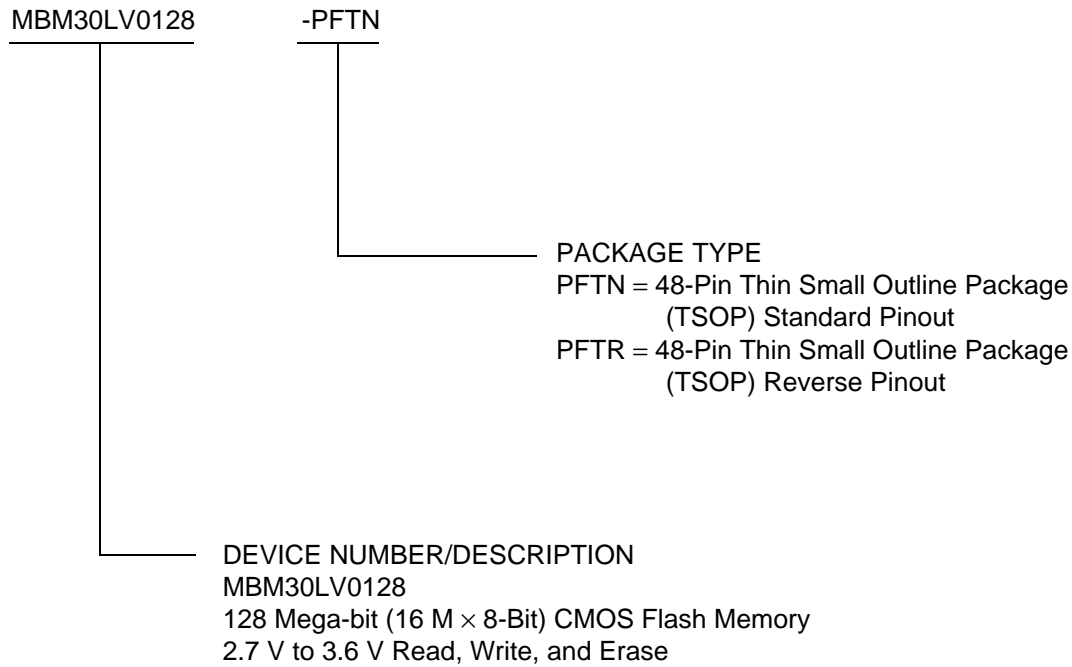 MBM30LV0128 -PFTN
PACKAGE TYPE
PFTN = 48-Pin Thin Small Outline Package
(TSOP) Standard Pinout
PFTR = 48-Pin Thin Small Outline Package
(TSOP) Reverse Pinout
DEVICE NUMBER/DESCRIPTION
MBM30LV0128
128 Mega-bit (16 M × 8-Bit) CMOS Flash Memory
2.7 V to 3.6 V Read, Write, and Erase